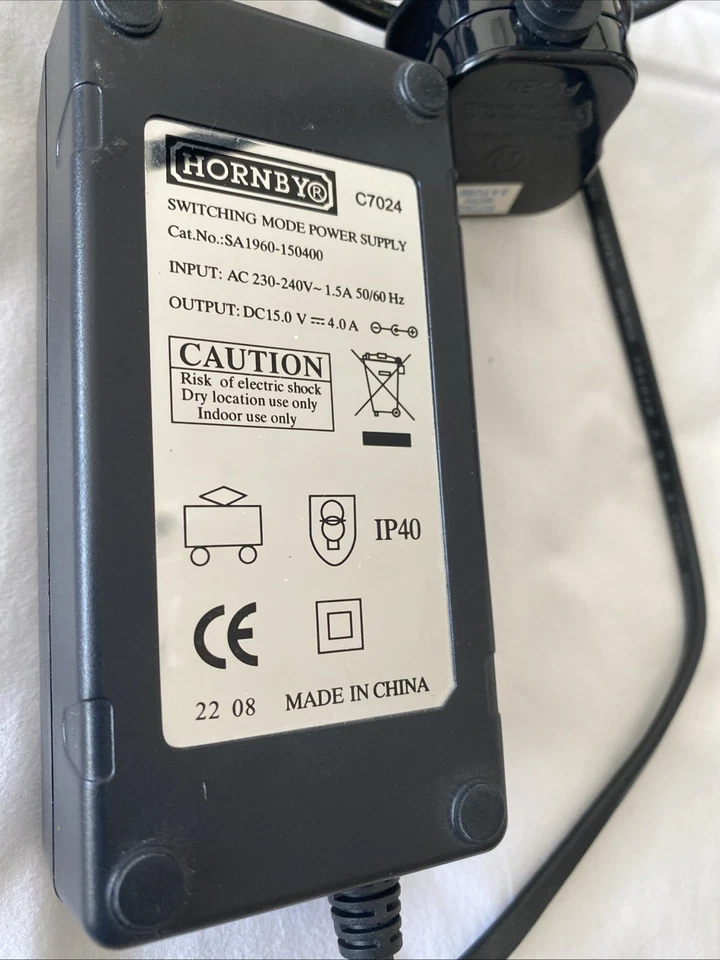 HORNBY®
C7024
SWITCHING MODE POWER SUPPLY
Cat.No.:SA1960-150400
INPUT: AC 230-240V~ 1.5A 50/60 Hz
OUTPUT: DC15.0 V ⎓ 4.0 A
CAUTION
Risk of electric shock
Dry location use only
Indoor use only
IP40
CE
22 08
MADE IN CHINA